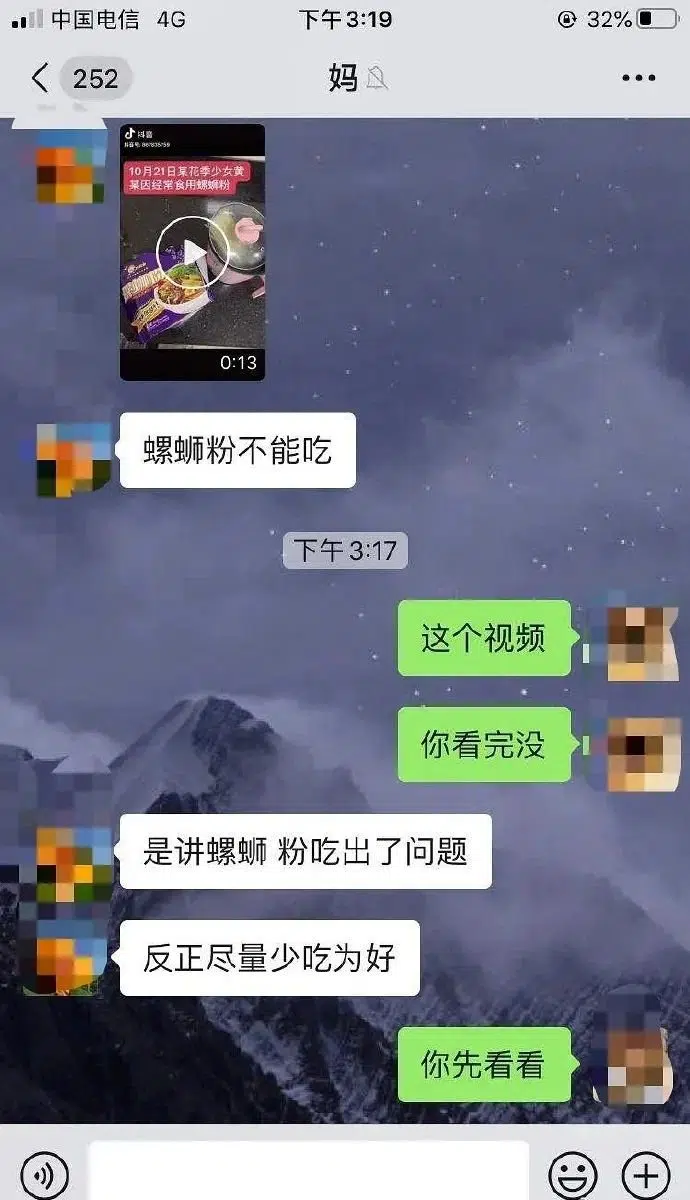 中国电信 4G
下午3:19
32%
252
妈
抖音
10月21日某花季少女黄
某因经常食用螺蛳粉
0:13
螺蛳粉不能吃
下午3:17
这个视频
你看完没
是讲螺蛳 粉吃出了问题
反正尽量少吃为好
你先看看